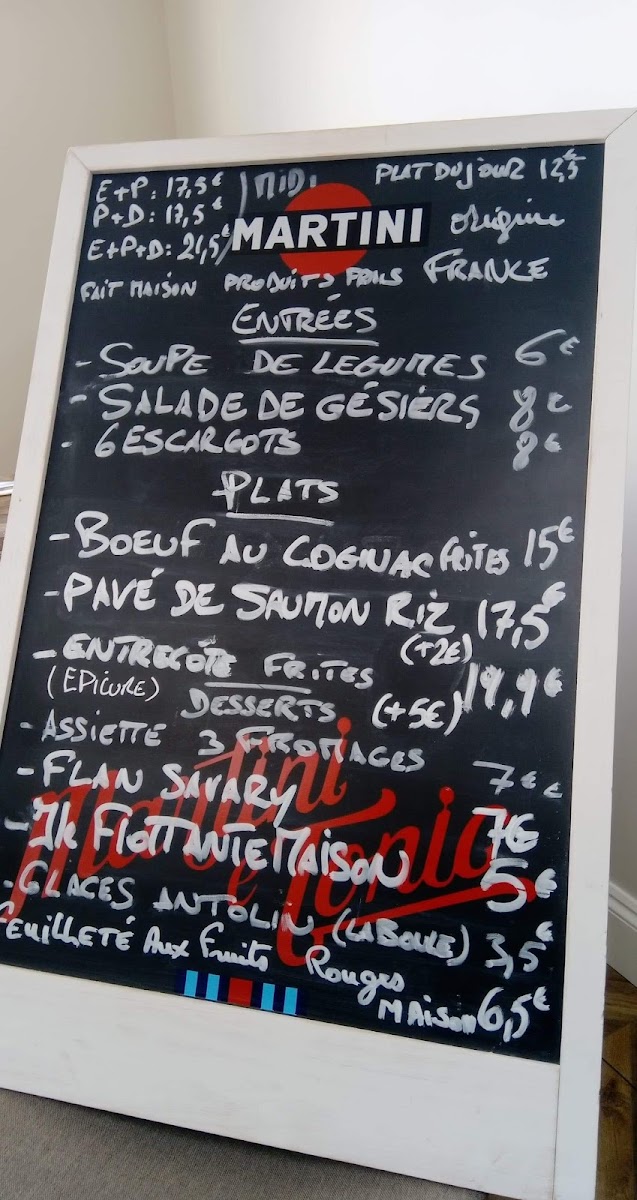 E+P: 17,5€ / MIDI
P+D: 17,5€
E+P+D: 21,5€
PLAT DU JOUR 12,5€
MARTINI
origine
FAIT MAISON PRODUITS FRAIS FRANCE
ENTRÉES
- SOUPE DE LEGUMES 6€
- SALADE DE GÉSIERS 8€
- 6 ESCARGOTS 8€
PLATS
- BOEUF AU COGNAC FRITES 15€
- PAVÉ DE SAUMON RIZ 17,5€
(+2€)
- ENTRECÔTE FRITES 19,9€
(EPICURE) (+5€)
DESSERTS
- ASSIETTE 3 FROMAGES 7€
- FLAN SAVARY 7€
- Ile FloTTANTE MAISON 5€
- GLACES ANTOLIN (LA BOULE) 3,5€
Feuilleté Aux Fruits Rouges
MAison 6,5€
Martini
e Tonic